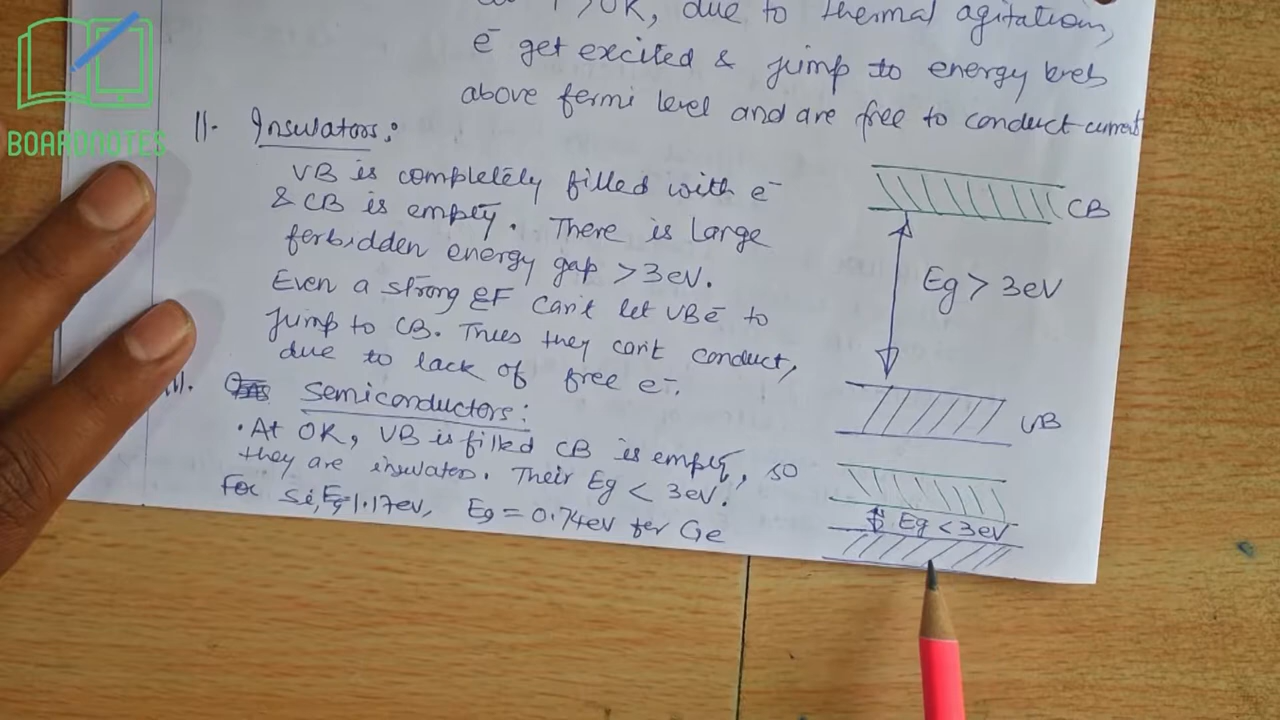 T > 0K, due to thermal agitation,
e⁻ get excited & jump to energy levels
above fermi level and are free to conduct current
BOARDNOTES
II. Insulators:
VB is completely filled with e⁻
& CB is empty. There is large
forbidden energy gap > 3eV.
Even a strong EF can't let VBe⁻ to
jump to CB. Thus they can't conduct,
due to lack of free e⁻.
CB
Eg > 3eV
VB
III. Semiconductors:
• At 0K, VB is filled CB is empty, so
they are insulator. Their Eg < 3eV.
For Si, Eg=1.17ev, Eg = 0.74eV for Ge
Eg < 3eV